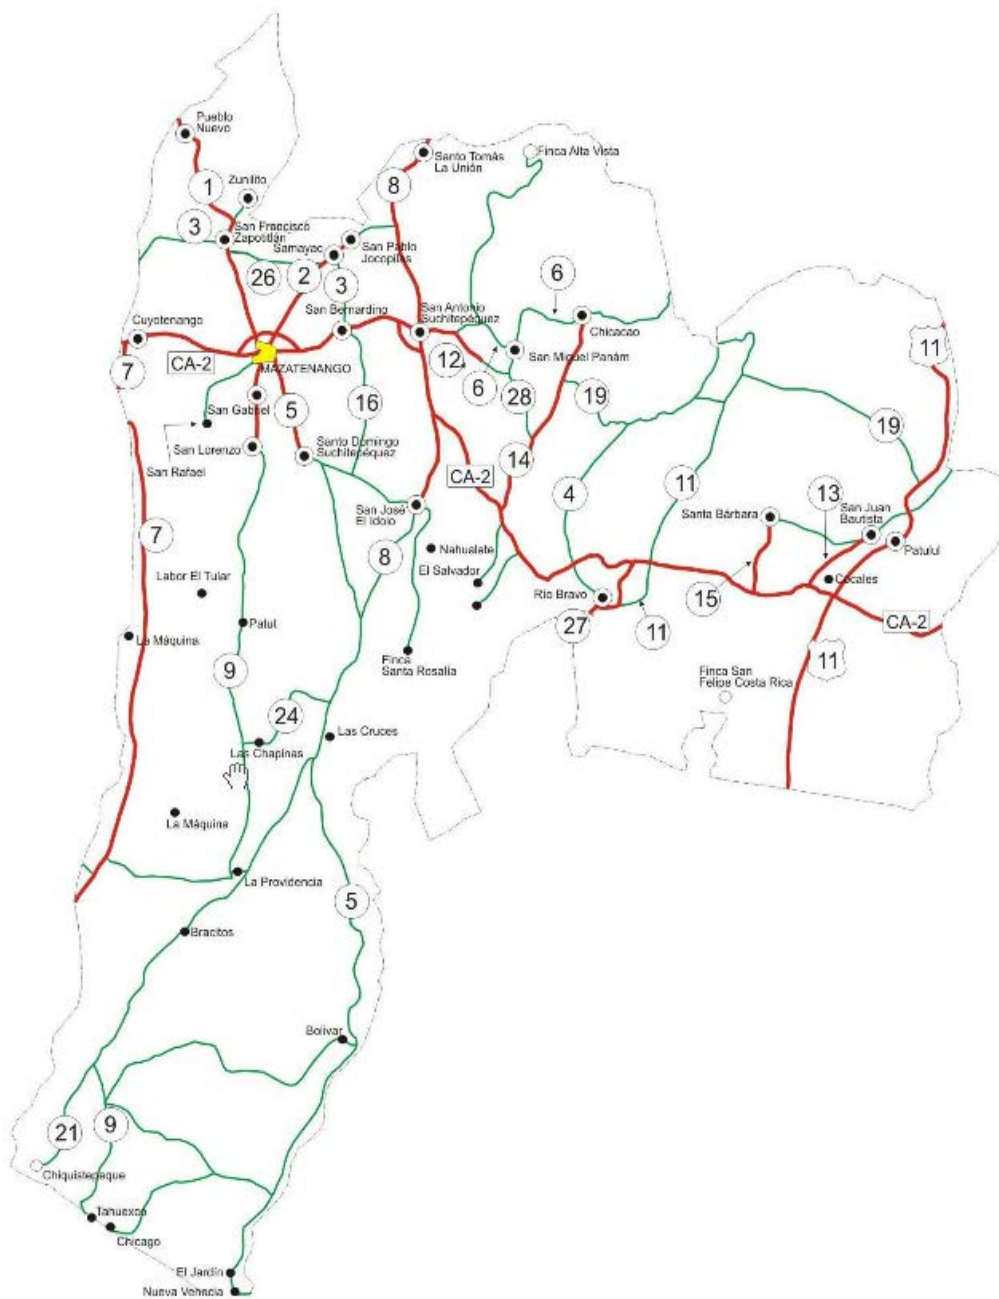 Pueblo
Nuevo
Santo Tomás
La Unión
Finca Alta Vista
8
1
Zunilito
3
San Francisco
Zapotitlán
Samayac
San Pablo
Jocopilas
26
2
3
6
San Bernardino
San Antonio
Suchitepéquez
Cuyotenango
Chicacao
11
CA-2
7
MAZATENANGO
12
San Miguel Panám
6
28
19
San Gabriel
5
16
19
San Lorenzo
Santo Domingo
Suchitepéquez
San Rafael
CA-2
14
4
11
13
San José
El Idolo
Santa Bárbara
San Juan
Bautista
7
8
Nahualate
Patulul
El Salvador
Labor El Tular
Cocales
Río Bravo
15
Patut
La Máquina
27
11
CA-2
9
Finca
Santa Rosalía
11
Finca San
Felipe Costa Rica
24
Las Cruces
Las Chapinas
La Máquina
La Providencia
5
Bracitos
Bolivar
21
9
Chiquistepeque
Tahuexco
Chicago
El Jardín
Nueva Venecia